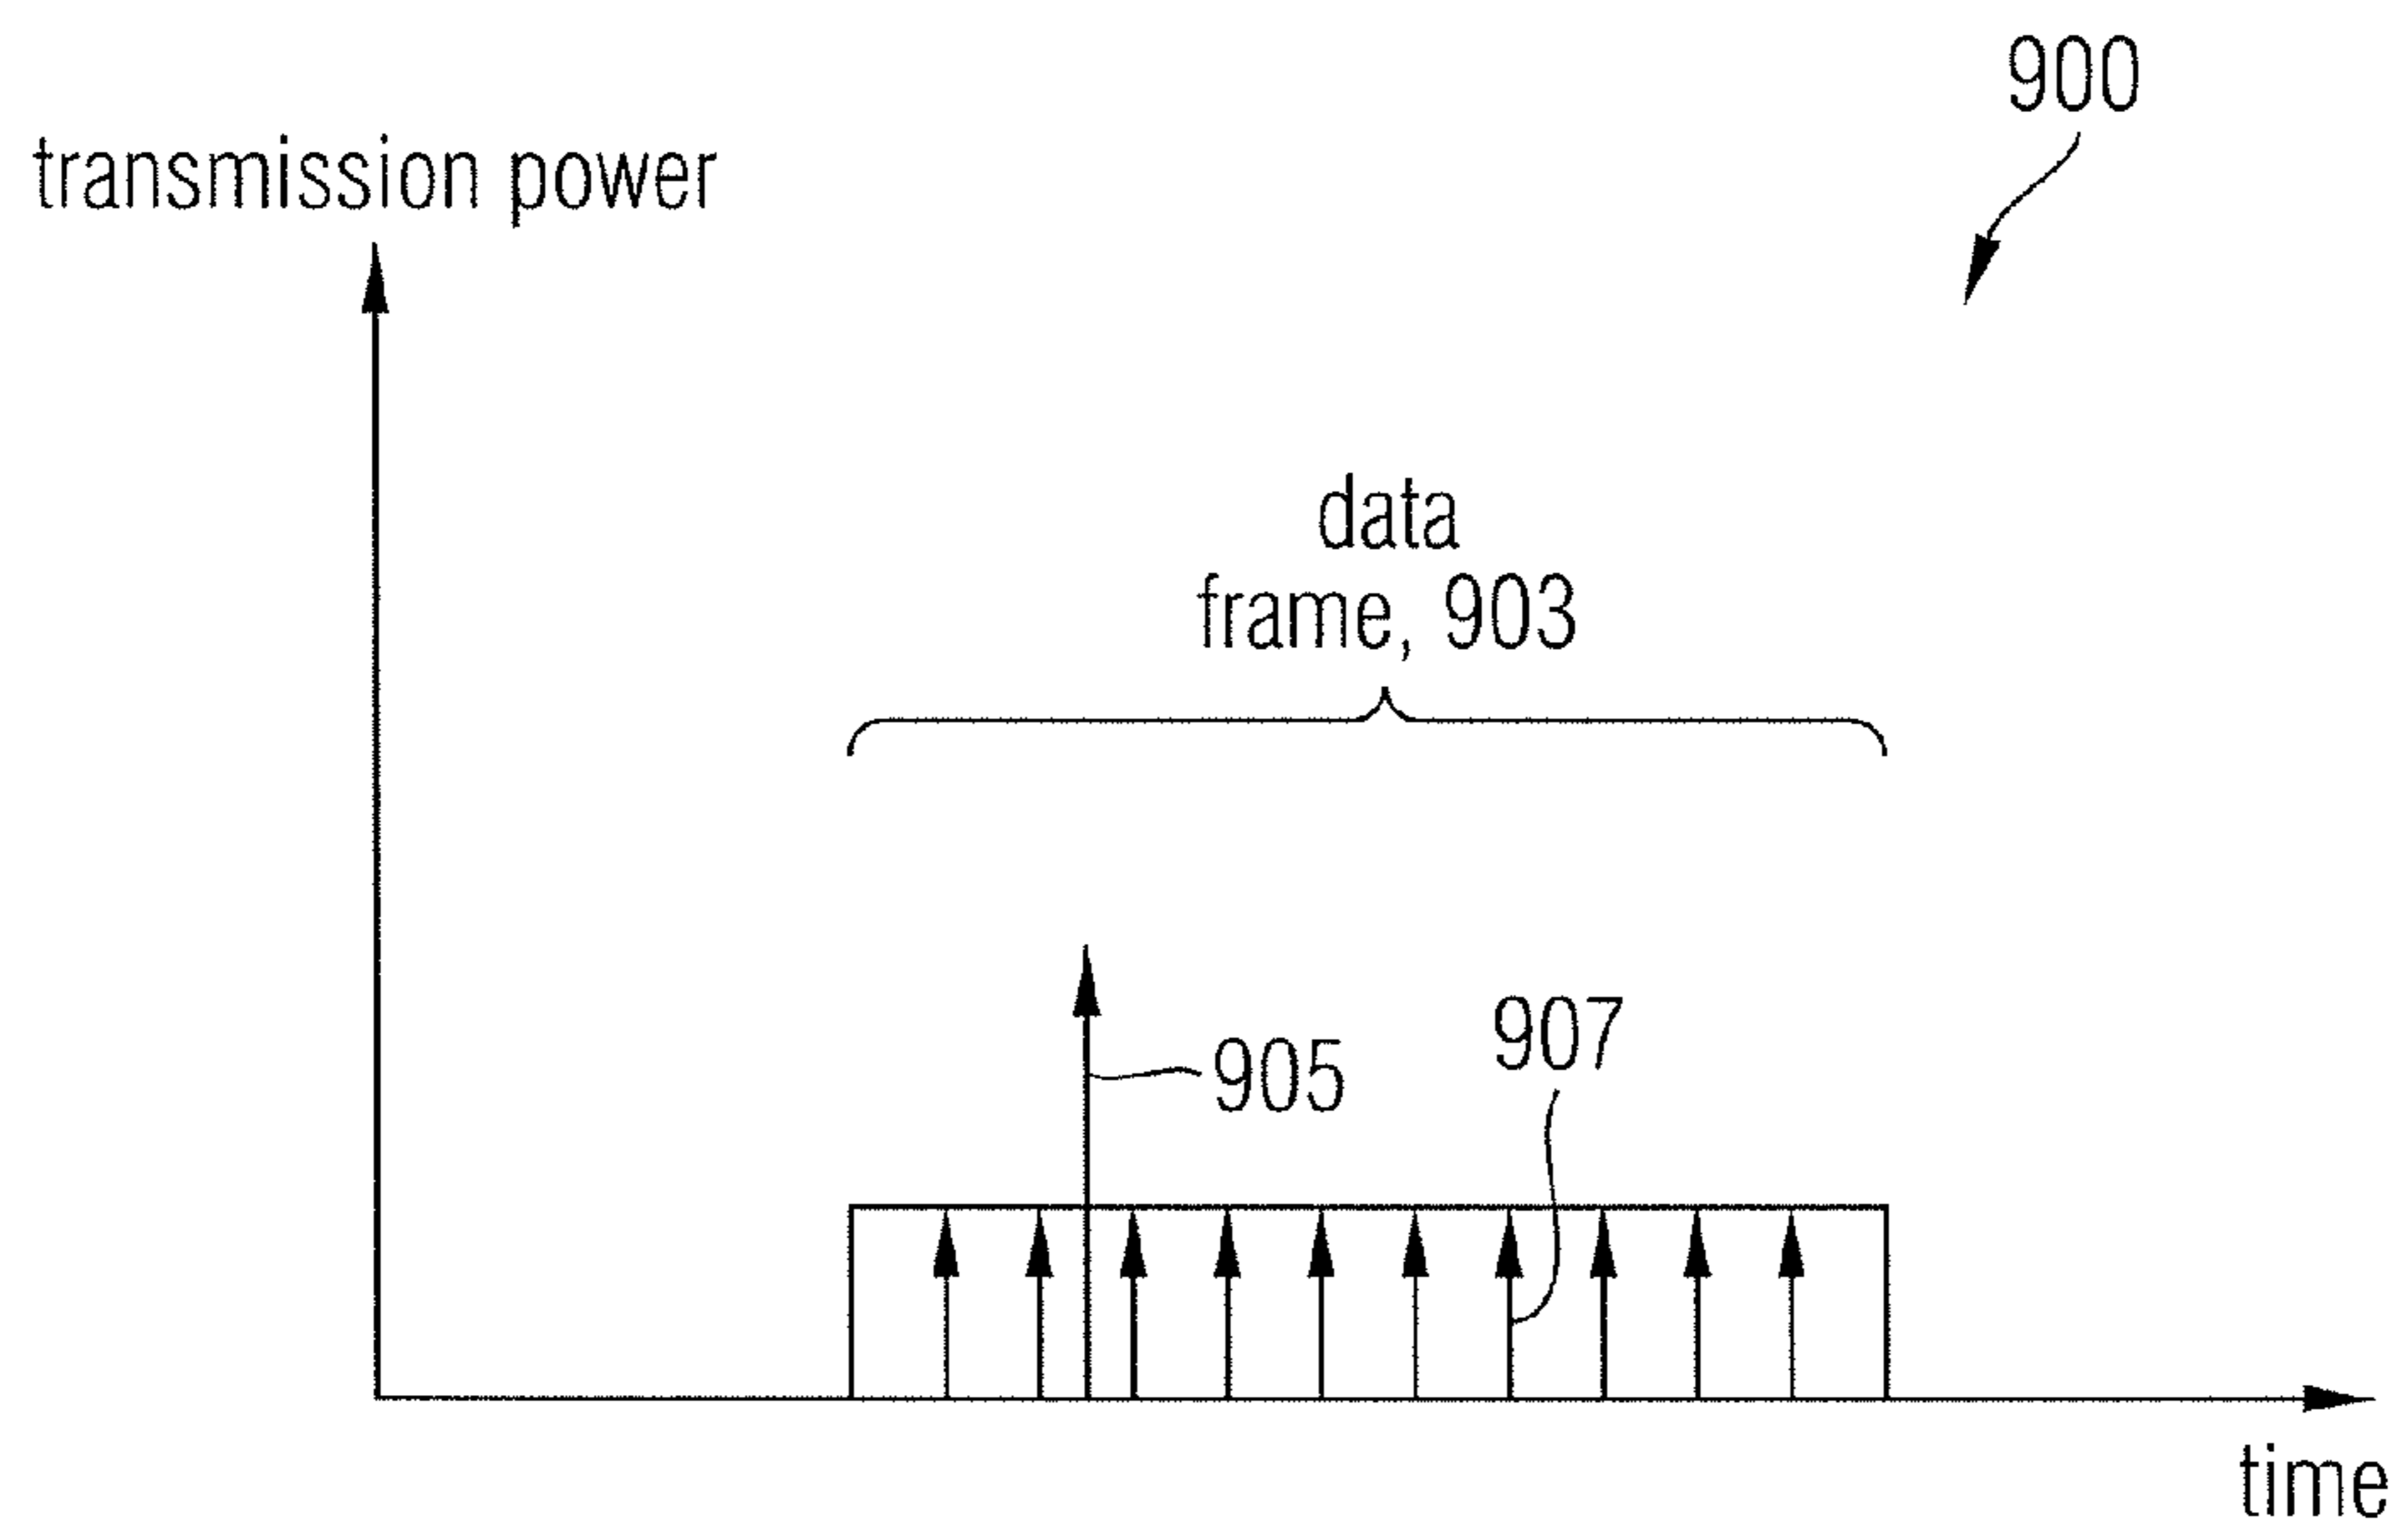 900
transmission power
data
frame, 903
905
907
time